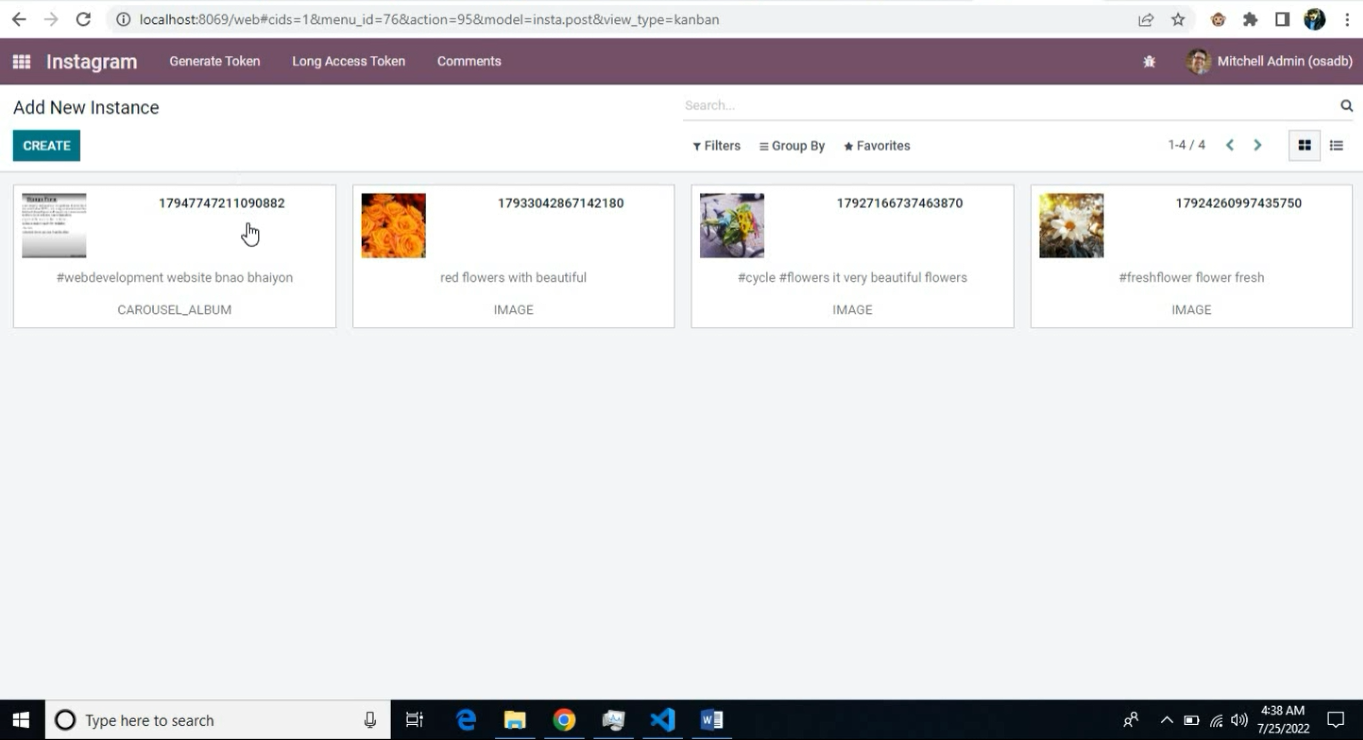 localhost:8069/web#cids=1&menu_id=76&action=95&model=insta.post&view_type=kanban
Instagram Generate Token Long Access Token Comments Mitchell Admin (osadb)
Add New Instance Search...
CREATE Filters Group By Favorites 1-4 / 4
17947747211090882
#webdevelopment website bnao bhaiyon
CAROUSEL_ALBUM
17933042867142180
red flowers with beautiful
IMAGE
17927166737463870
#cycle #flowers it very beautiful flowers
IMAGE
17924260997435750
#freshflower flower fresh
IMAGE
Type here to search
4:38 AM
7/25/2022